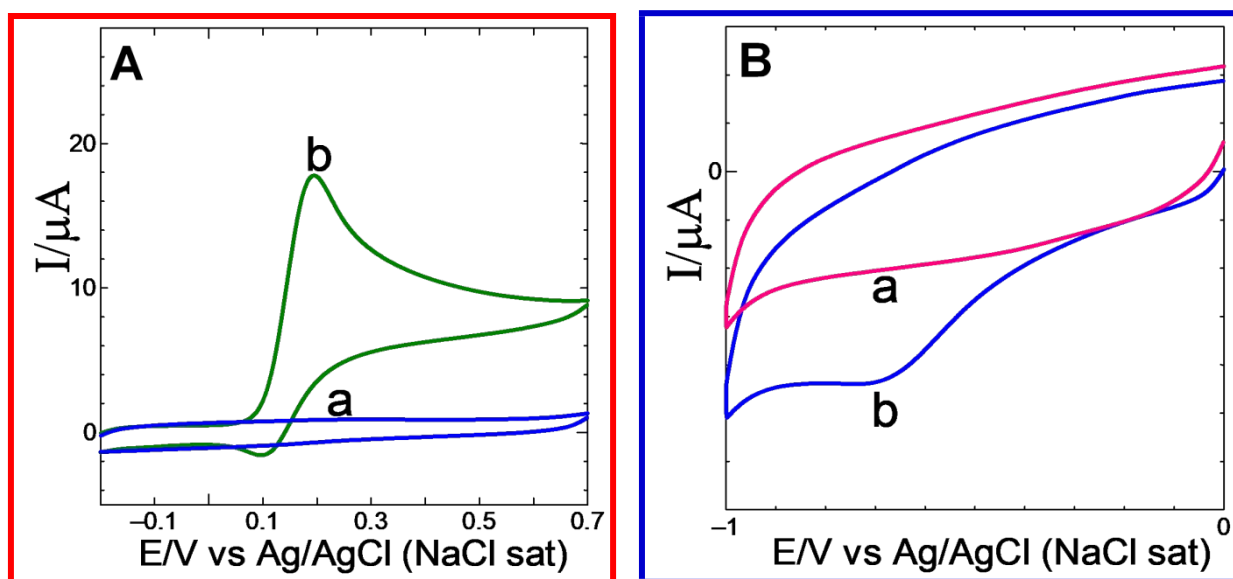 A
I/μA
20
10
0
b
a
−0.1
0.1
0.3
0.5
0.7
E/V vs Ag/AgCl (NaCl sat)
B
I/μA
0
a
b
−1
0
E/V vs Ag/AgCl (NaCl sat)